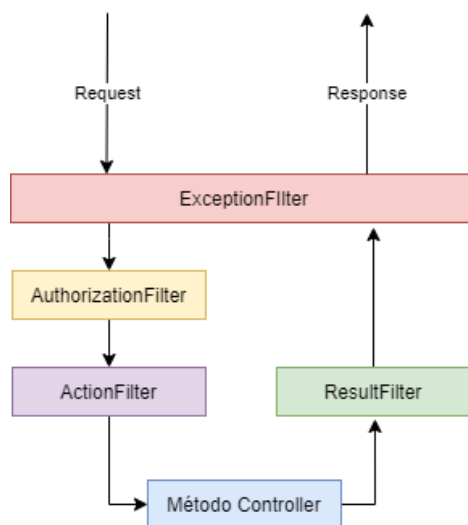 Request
Response
ExceptionFIlter
AuthorizationFilter
ActionFilter
ResultFilter
Método Controller